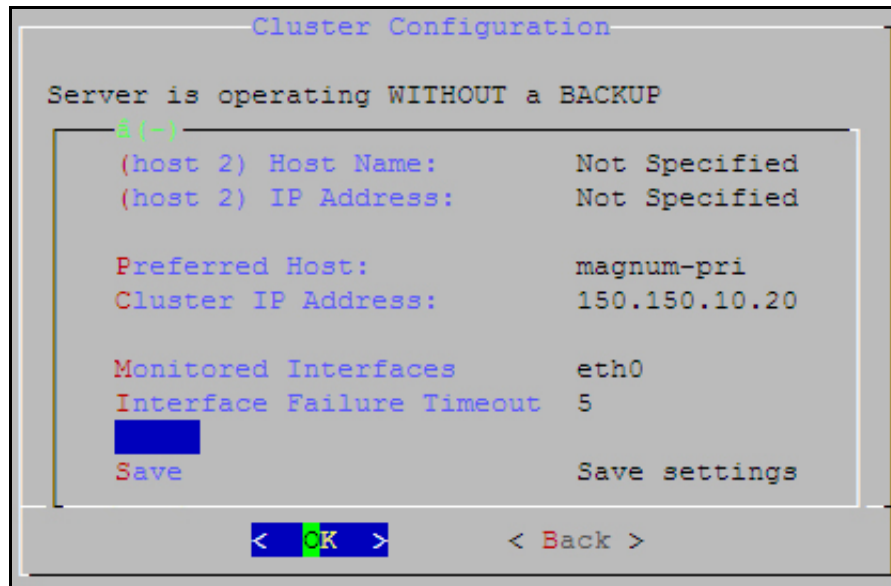 Cluster Configuration
Server is operating WITHOUT a BACKUP
(-)
(host 2) Host Name: Not Specified
(host 2) IP Address: Not Specified
Preferred Host: magnum-pri
Cluster IP Address: 150.150.10.20
Monitored Interfaces eth0
Interface Failure Timeout 5
Save Save settings
< OK > < Back >